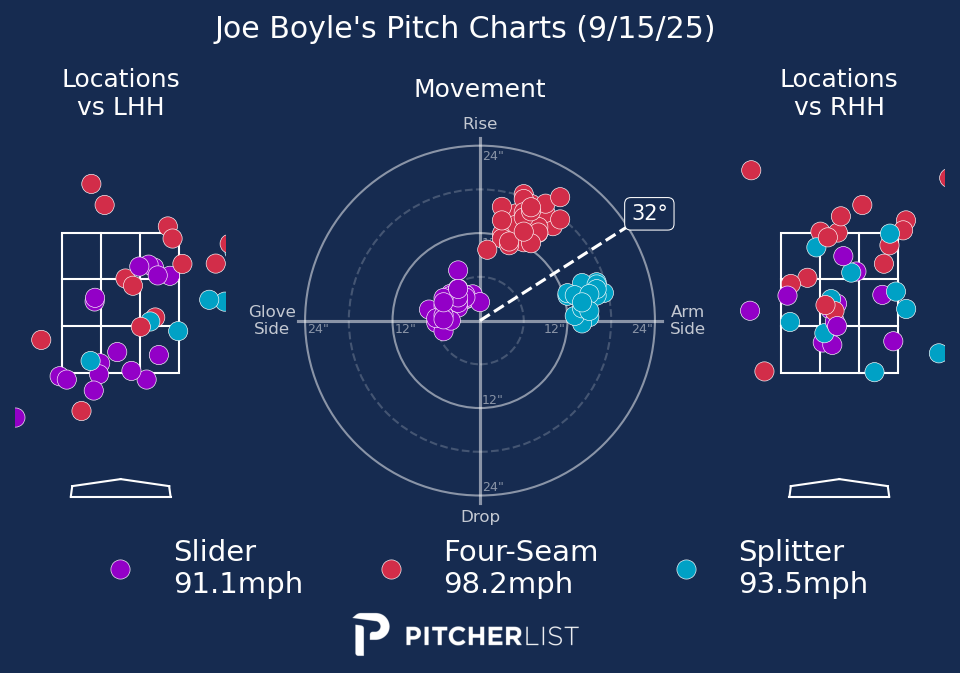 Joe Boyle's Pitch Charts (9/15/25)
Locations
vs LHH
Movement
Locations
vs RHH
Rise
24"
32°
Glove
Side
24"
12"
12"
24"
Arm
Side
12"
24"
Drop
Slider
91.1mph
Four-Seam
98.2mph
Splitter
93.5mph
PITCHERLIST